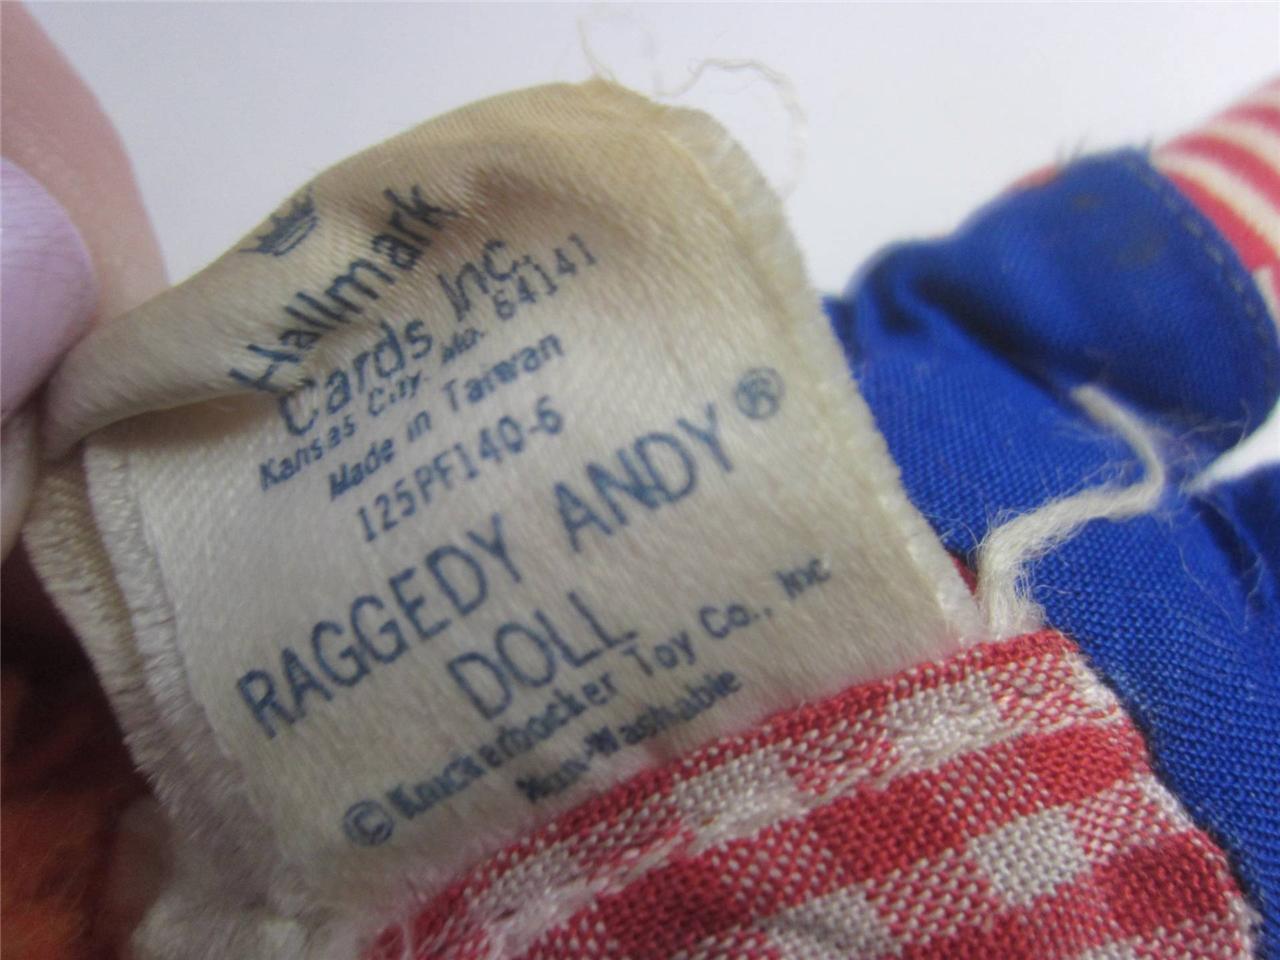 Hallmark
Cards, Inc.
Kansas City, Mo. 64141
Made in Taiwan
125PF140-6
RAGGEDY ANDY®
DOLL
© Knickerbocker Toy Co., Inc
Non-Washable